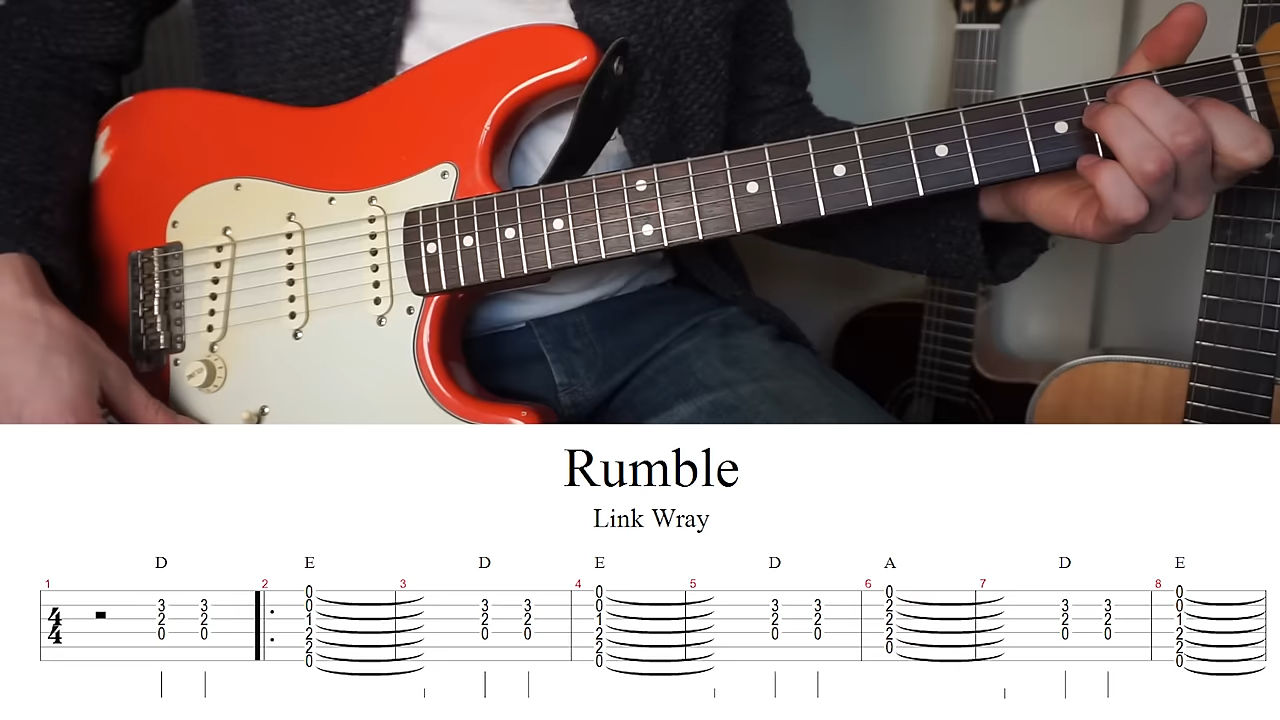 Rumble
Link Wray
D E D E D A D E
1 2 3 4 5 6 7 8
4 0 0 0 0
3 3 0 3 3 0 3 3 2 3 3 0
2 2 1 2 2 1 2 2 2 2 2 1
4 0 0 2 0 0 2 0 0 2 0 0 2
2 2 0 2
0 0 0